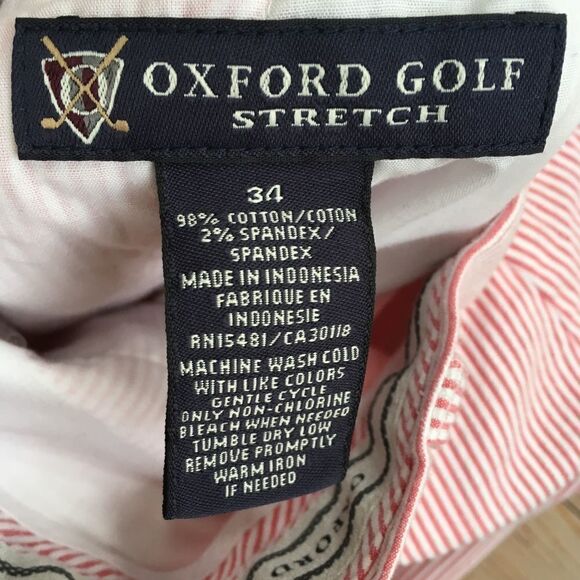 OXFORD GOLF
STRETCH
34
98% COTTON/COTON
2% SPANDEX/
SPANDEX
MADE IN INDONESIA
FABRIQUE EN
INDONESIE
RN15481/CA30118
MACHINE WASH COLD
WITH LIKE COLORS
GENTLE CYCLE
ONLY NON-CHLORINE
BLEACH WHEN NEEDED
TUMBLE DRY LOW
REMOVE PROMPTLY
WARM IRON
IF NEEDED
OXFORD